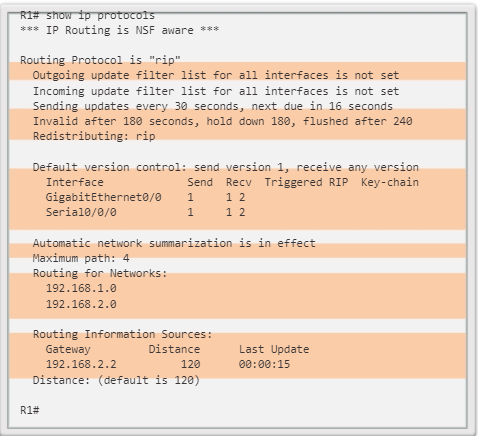 R1# show ip protocols
*** IP Routing is NSF aware ***
Routing Protocol is "rip"
Outgoing update filter list for all interfaces is not set
Incoming update filter list for all interfaces is not set
Sending updates every 30 seconds, next due in 16 seconds
Invalid after 180 seconds, hold down 180, flushed after 240
Redistributing: rip
Default version control: send version 1, receive any version
Interface Send Recv Triggered RIP Key-chain
GigabitEthernet0/0 1 1 2
Serial0/0/0 1 1 2
Automatic network summarization is in effect
Maximum path: 4
Routing for Networks:
192.168.1.0
192.168.2.0
Routing Information Sources:
Gateway Distance Last Update
192.168.2.2 120 00:00:15
Distance: (default is 120)
R1#